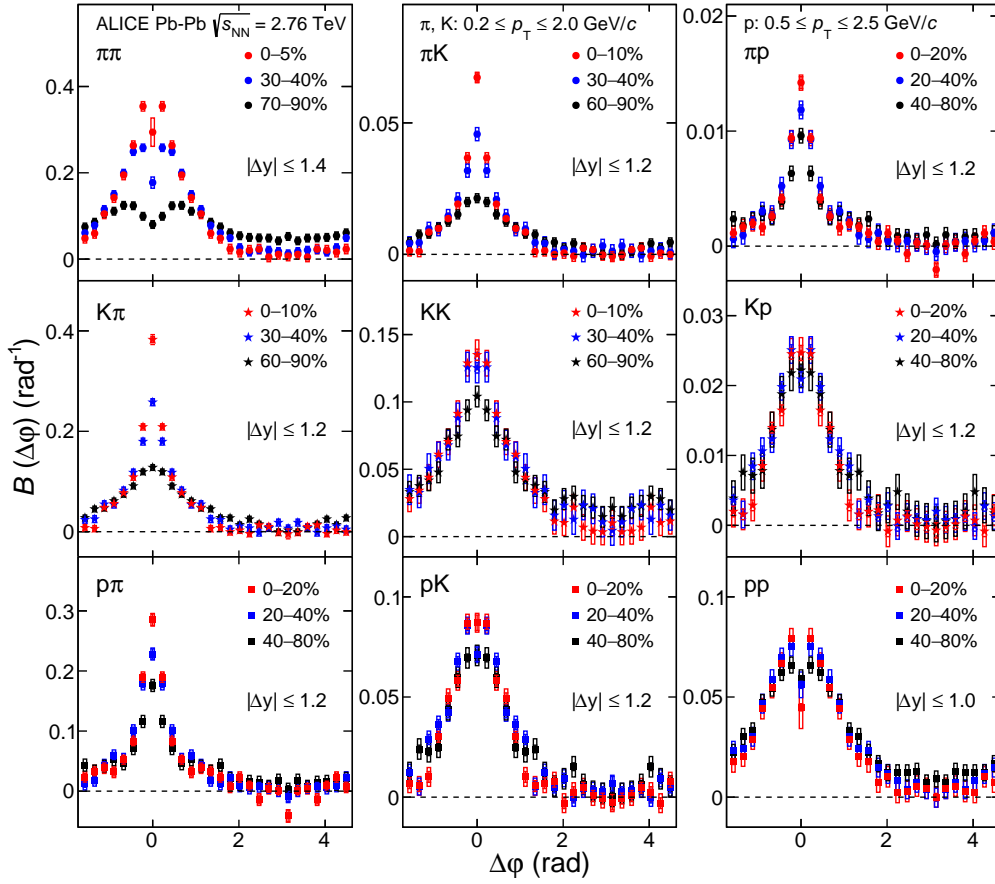 ALICE Pb-Pb √sNN = 2.76 TeV
π, K: 0.2 ≤ pT ≤ 2.0 GeV/c
p: 0.5 ≤ pT ≤ 2.5 GeV/c
ππ
0–5%
30–40%
70–90%
|Δy| ≤ 1.4
0.4
0.2
0
πK
0–10%
30–40%
60–90%
|Δy| ≤ 1.2
0.05
0
πp
0–20%
20–40%
40–80%
|Δy| ≤ 1.2
0.01
0.000
Kπ
0–10%
30–40%
60–90%
|Δy| ≤ 1.2
0.4
0.2
0
KK
0–10%
30–40%
60–90%
|Δy| ≤ 1.2
0.15
0.1
0.05
0.00
Kp
0–20%
20–40%
40–80%
|Δy| ≤ 1.2
0.03
0.02
0.01
0.000
B (Δφ) (rad-1)
pπ
0–20%
20–40%
40–80%
|Δy| ≤ 1.2
0.3
0.2
0.1
0
pK
0–20%
20–40%
40–80%
|Δy| ≤ 1.2
0.1
0.05
0.000
pp
0–20%
20–40%
40–80%
|Δy| ≤ 1.0
0.1
0.05
0.000
0 2 4
0 2 4
0 2 4
Δφ (rad)